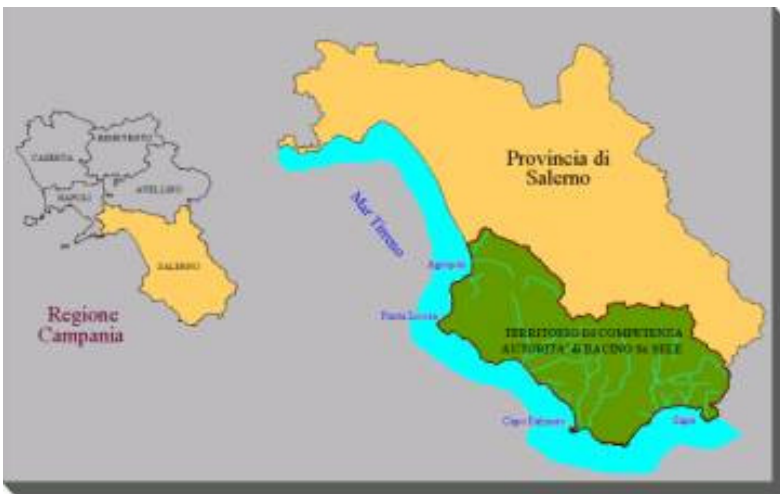 BENEVENTO
CASERTA
NAPOLI
AVELLINO
SALERNO
Regione
Campania
Provincia di
Salerno
Mar Tirreno
Agropoli
Punta Licosa
TERRITORIO DI COMPETENZA
AUTORITA' di BACINO Sx SELE
Capo Palinuro
Sapri